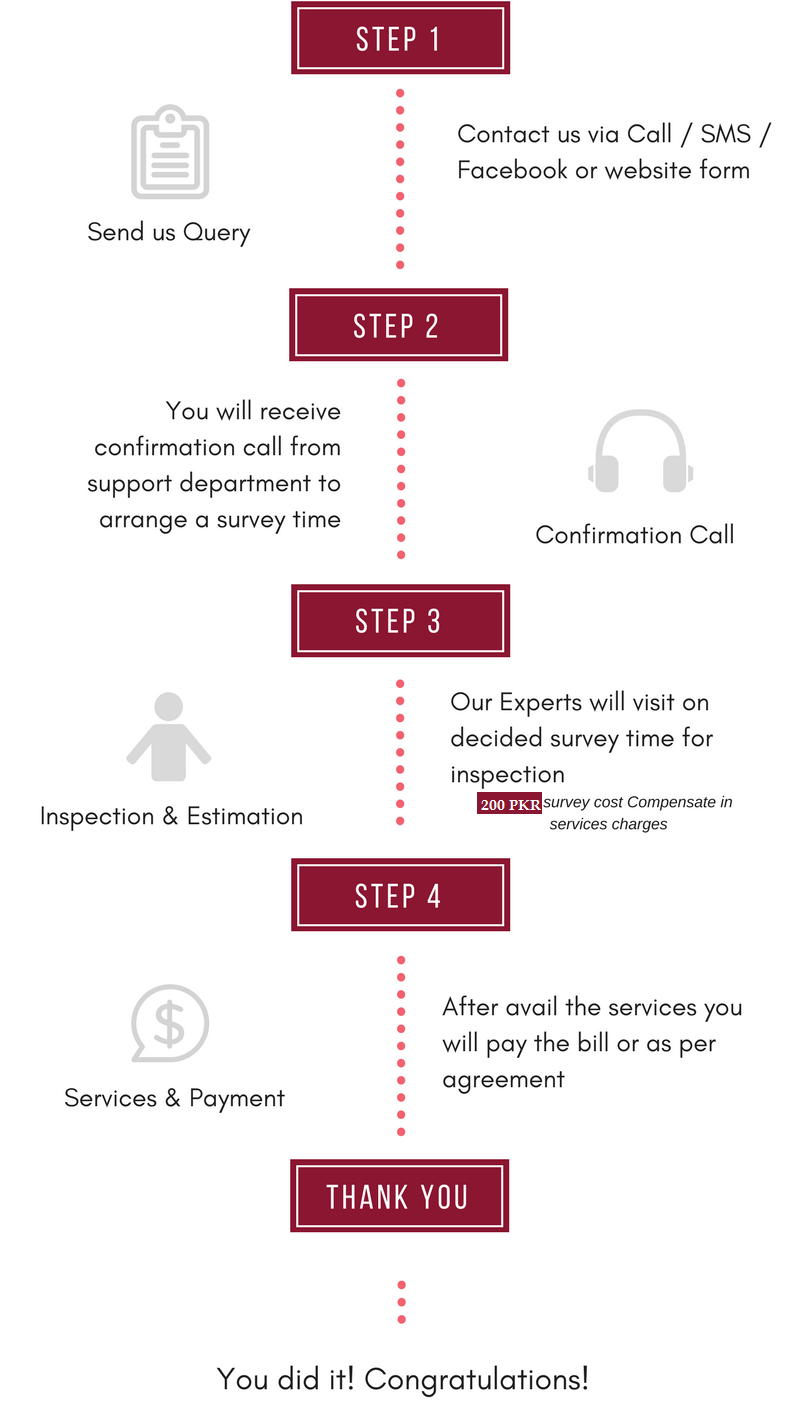 STEP 1
Contact us via Call / SMS /
Facebook or website form
Send us Query
STEP 2
You will receive
confirmation call from
support department to
arrange a survey time
Confirmation Call
STEP 3
Our Experts will visit on
decided survey time for
inspection
200 PKR survey cost Compensate in
services charges
Inspection & Estimation
STEP 4
After avail the services you
will pay the bill or as per
agreement
$
Services & Payment
THANK YOU
You did it! Congratulations!